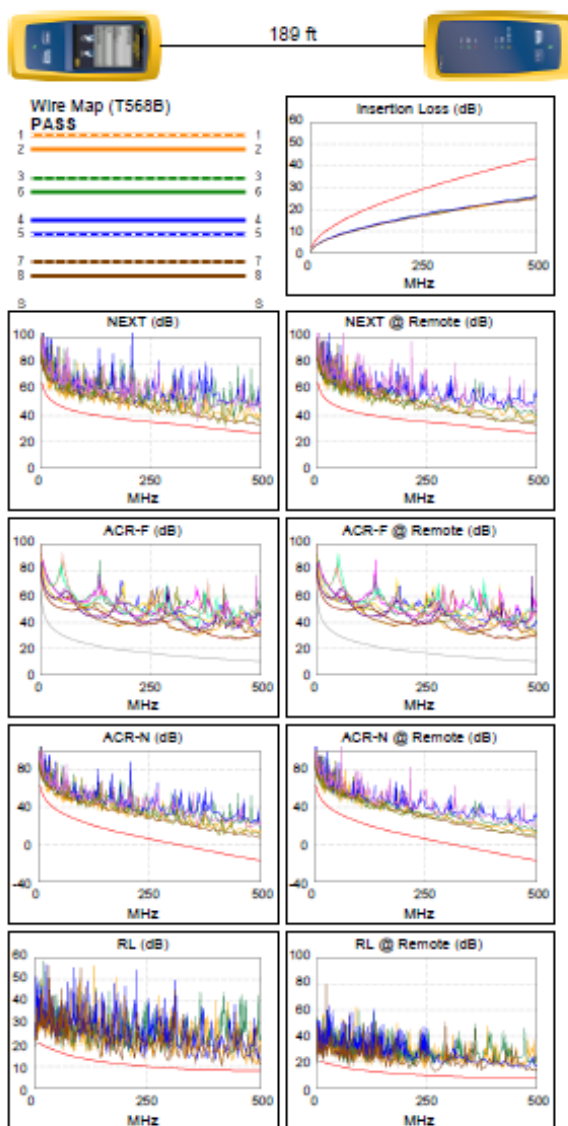 189 ft
Wire Map (T568B)
PASS
1 1
2 2
3 3
6 6
4 4
5 5
7 7
8 8
S S
Insertion Loss (dB)
60
50
40
30
20
10
0
0 250 500
MHz
NEXT (dB)
100
80
60
40
20
0
0 250 500
MHz
NEXT @ Remote (dB)
100
80
60
40
20
0
0 250 500
MHz
ACR-F (dB)
100
80
60
40
20
0
0 250 500
MHz
ACR-F @ Remote (dB)
100
80
60
40
20
0
0 250 500
MHz
ACR-N (dB)
80
40
0
-40
0 250 500
MHz
ACR-N @ Remote (dB)
80
40
0
-40
0 250 500
MHz
RL (dB)
60
50
40
30
20
10
0
0 250 500
MHz
RL @ Remote (dB)
100
80
60
40
20
0
0 250 500
MHz